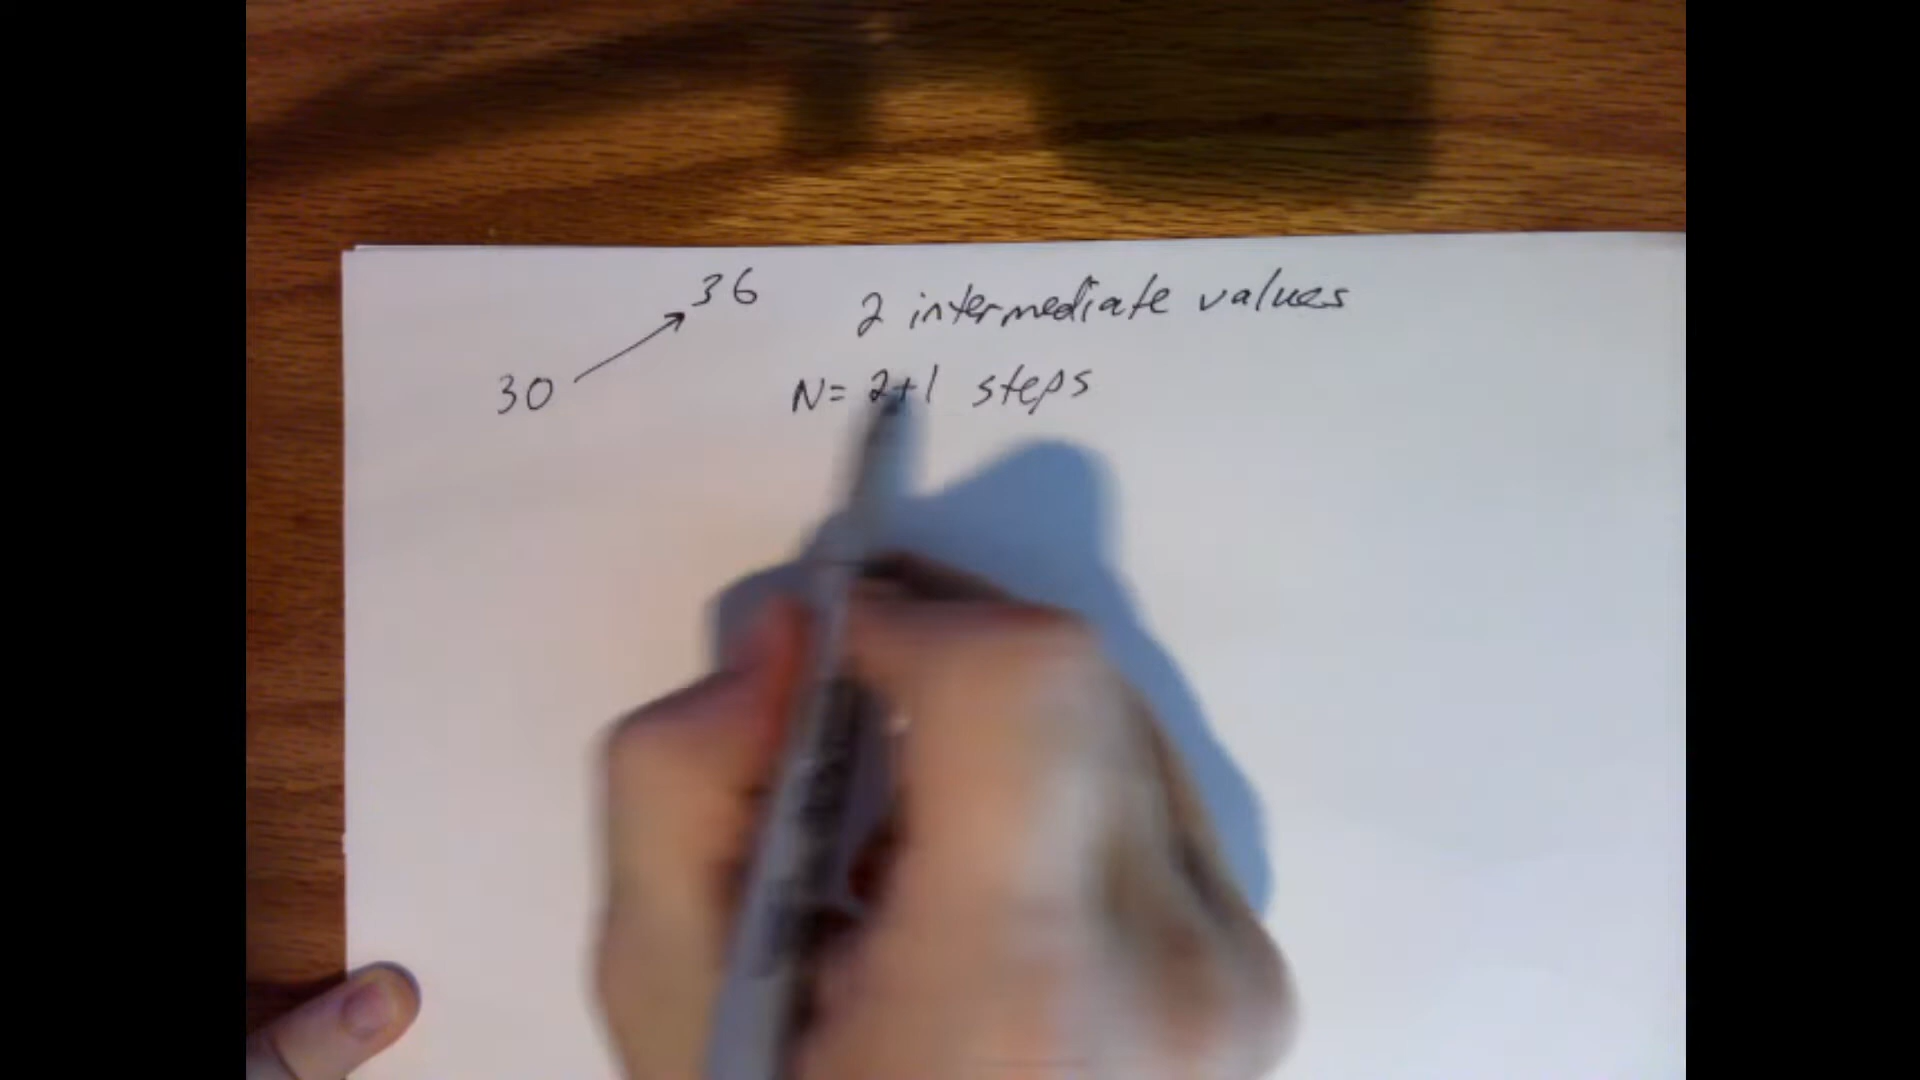 36
2 intermediate values
30
N= 2+1 steps